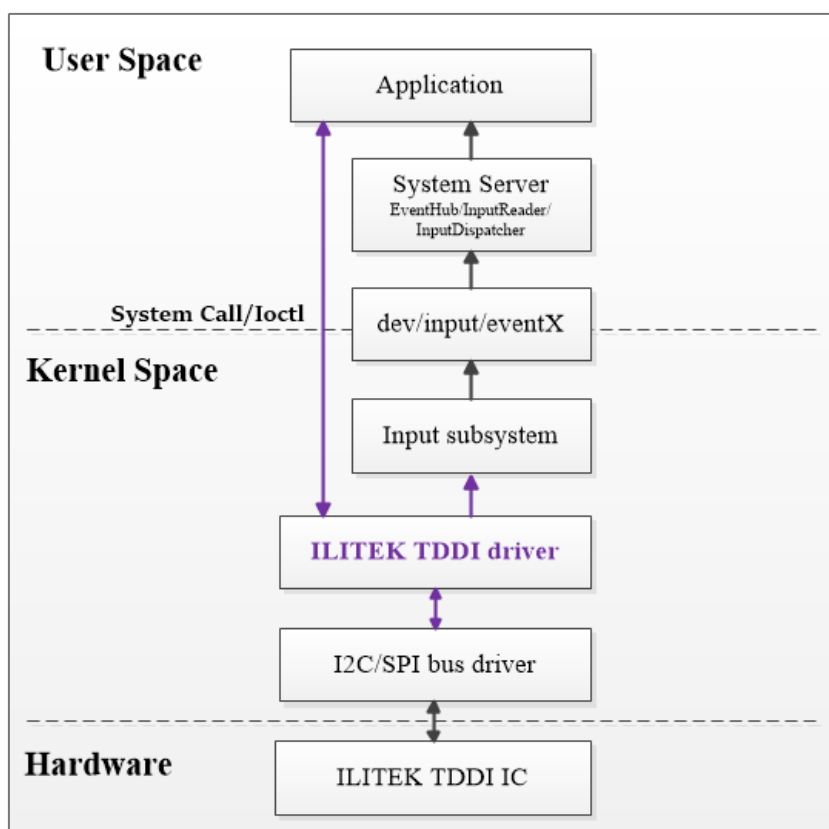 User Space
Application
System Server
EventHub/InputReader/
InputDispatcher
System Call/Ioctl
dev/input/eventX
Kernel Space
Input subsystem
ILITEK TDDI driver
I2C/SPI bus driver
Hardware
ILITEK TDDI IC